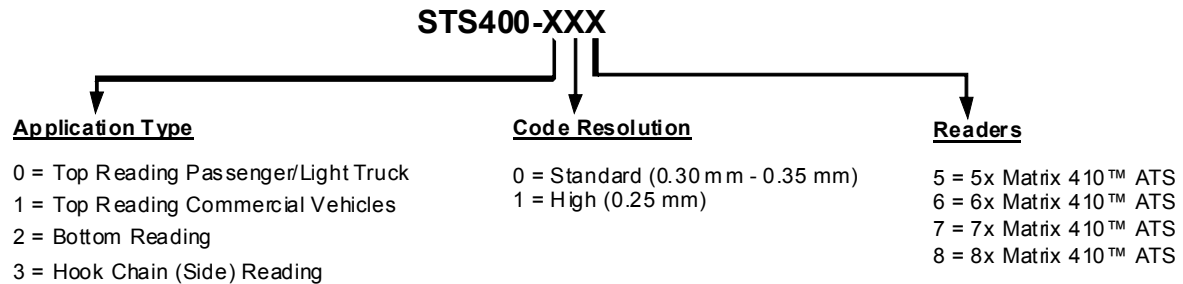 STS400-XXX
Application Type
0 = Top Reading Passenger/Light Truck
1 = Top Reading Commercial Vehicles
2 = Bottom Reading
3 = Hook Chain (Side) Reading
Code Resolution
0 = Standard (0.30 mm - 0.35 mm)
1 = High (0.25 mm)
Readers
5 = 5x Matrix 410™ ATS
6 = 6x Matrix 410™ ATS
7 = 7x Matrix 410™ ATS
8 = 8x Matrix 410™ ATS